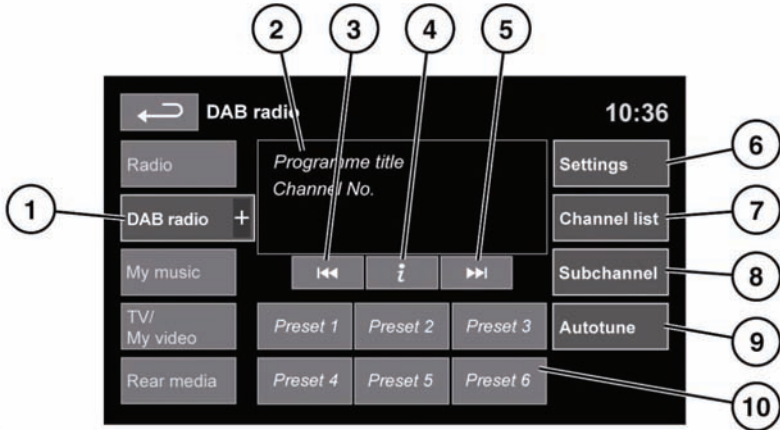 2 3 4 5
DAB radio 10:36
1
Radio
DAB radio +
My music
TV/
My video
Rear media
Programme title
Channel No.
i
Preset 1 Preset 2 Preset 3
Preset 4 Preset 5 Preset 6
Settings 6
Channel list 7
Subchannel 8
Autotune 9
10